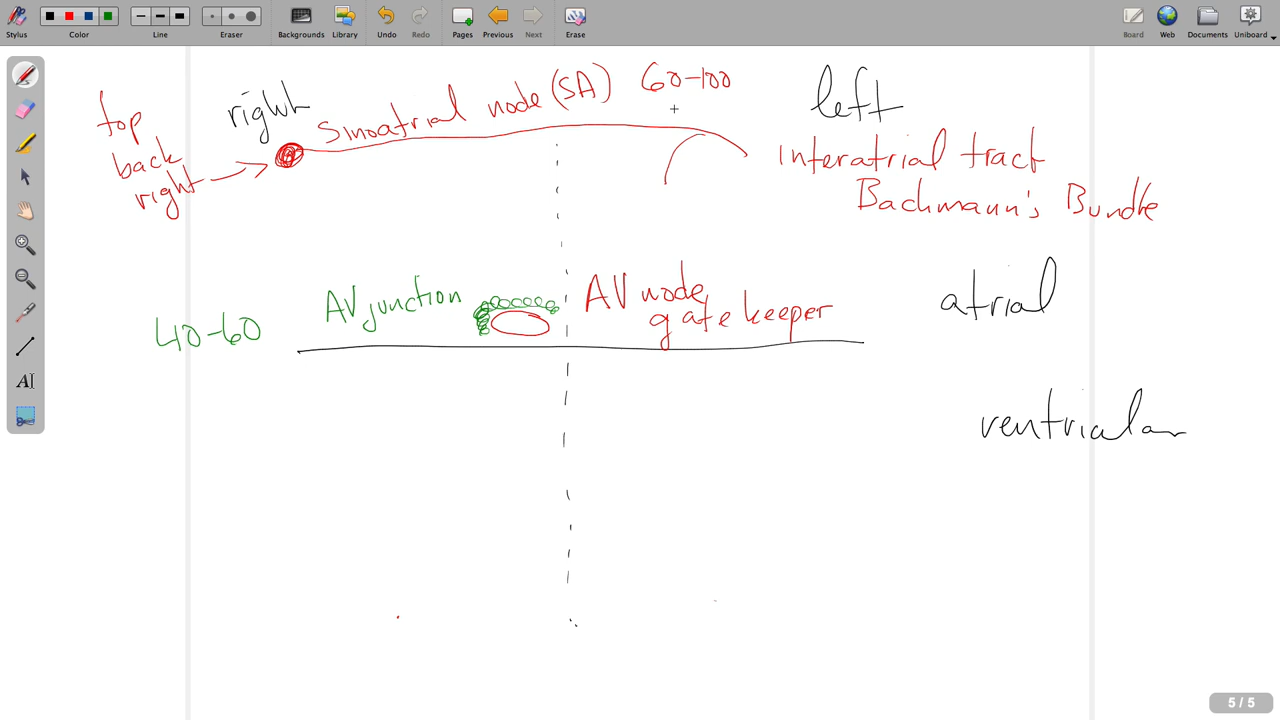 Stylus Color Line Eraser Backgrounds Library Undo Redo Pages Previous Next Erase Board Web Documents Uniboard
right
Sinoatrial node (SA) 60-100
left
top
back
right
interatrial tract
Bachmann's Bundle
AV junction
40-60
AV node
gate keeper
atrial
ventricular
AI
5 / 5